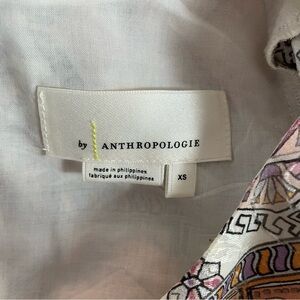 by ANTHROPOLOGIE
made in philippines
fabriqué aux philippines
XS